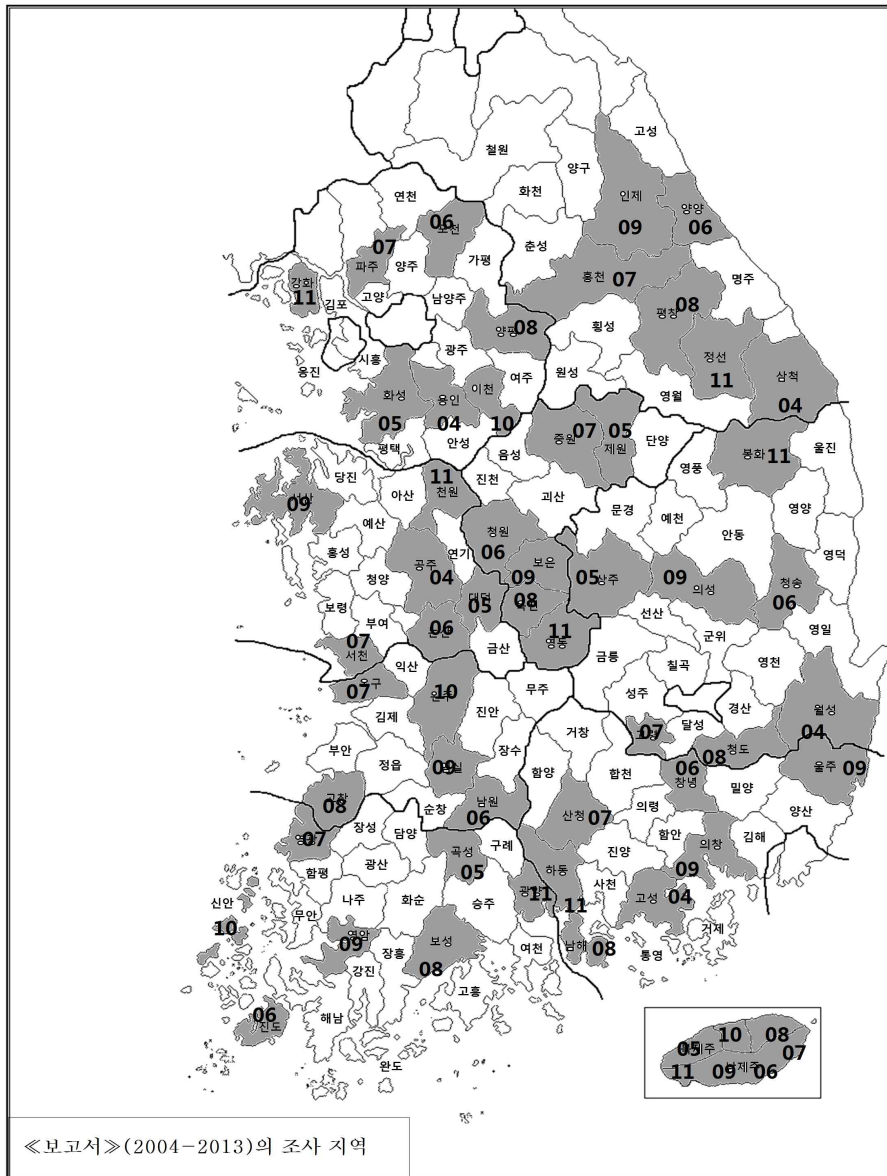 고성
철원
양구
화천
인제
09
양양
06
연천
06
포천
07
파주
양주
가평
춘성
홍천
07
명주
강화
11
김포
고양
남양주
08
평창
양평
08
횡성
정선
11
광주
시흥
옹진
여주
원성
삼척
04
화성
05
용인
04
이천
10
영월
평택
안성
음성
중원
07
05
제원
단양
봉화
11
울진
영풍
당진
11
천원
진천
괴산
09
아산
예산
문경
예천
안동
영양
홍성
청원
06
연기
공주
04
보은
09
영덕
청양
대덕
05
08
05
상주
09
의성
청송
06
보령
부여
06
선산
군위
영일
07
서천
금산
11
영동
금릉
칠곡
영천
익산
07
10
무주
성주
경산
월성
04
김제
진안
07
달성
08
청도
거창
부안
정읍
장수
09
함양
합천
06
창녕
밀양
울주
09
08
순창
남원
06
산청
07
의령
양산
07
장성
담양
곡성
05
구례
함안
의창
김해
함평
광산
하동
진양
09
신안
10
나주
화순
승주
광양
11
11
사천
고성
04
무안
영암
09
장흥
보성
08
여천
남해
08
거제
통영
강진
고흥
06
진도
해남
완도
05
10
08
07
11
09
06
≪보고서≫(2004-2013)의 조사 지역